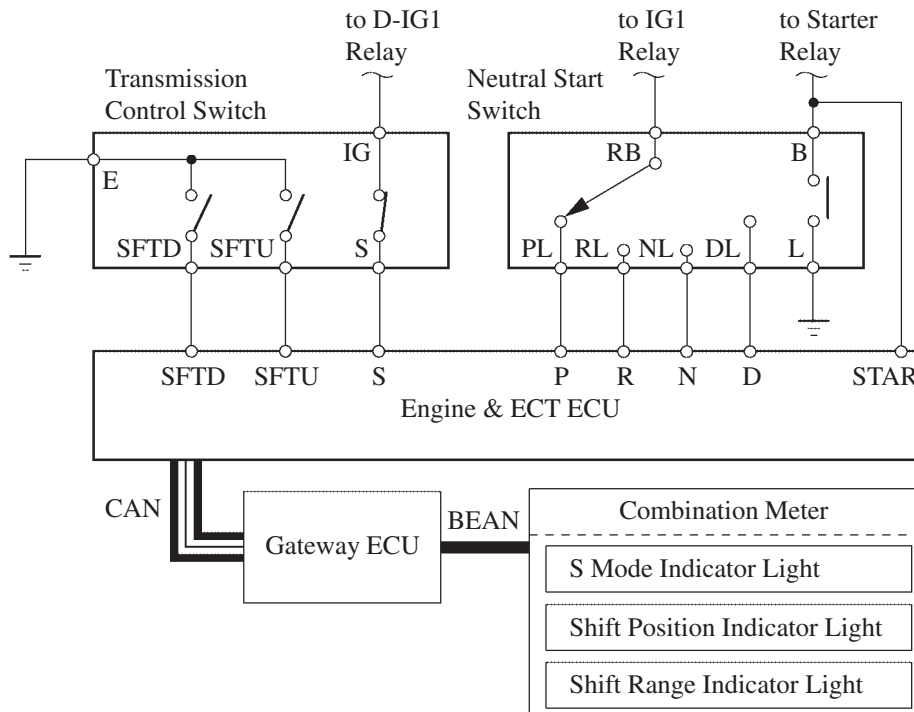 to D-IG1
Relay
to IG1
Relay
to Starter
Relay
Transmission
Control Switch
Neutral Start
Switch
E
IG
RB
B
SFTD
SFTU
S
PL
RL
NL
DL
L
SFTD
SFTU
S
P
R
N
D
STAR
Engine & ECT ECU
CAN
Gateway ECU
BEAN
Combination Meter
S Mode Indicator Light
Shift Position Indicator Light
Shift Range Indicator Light